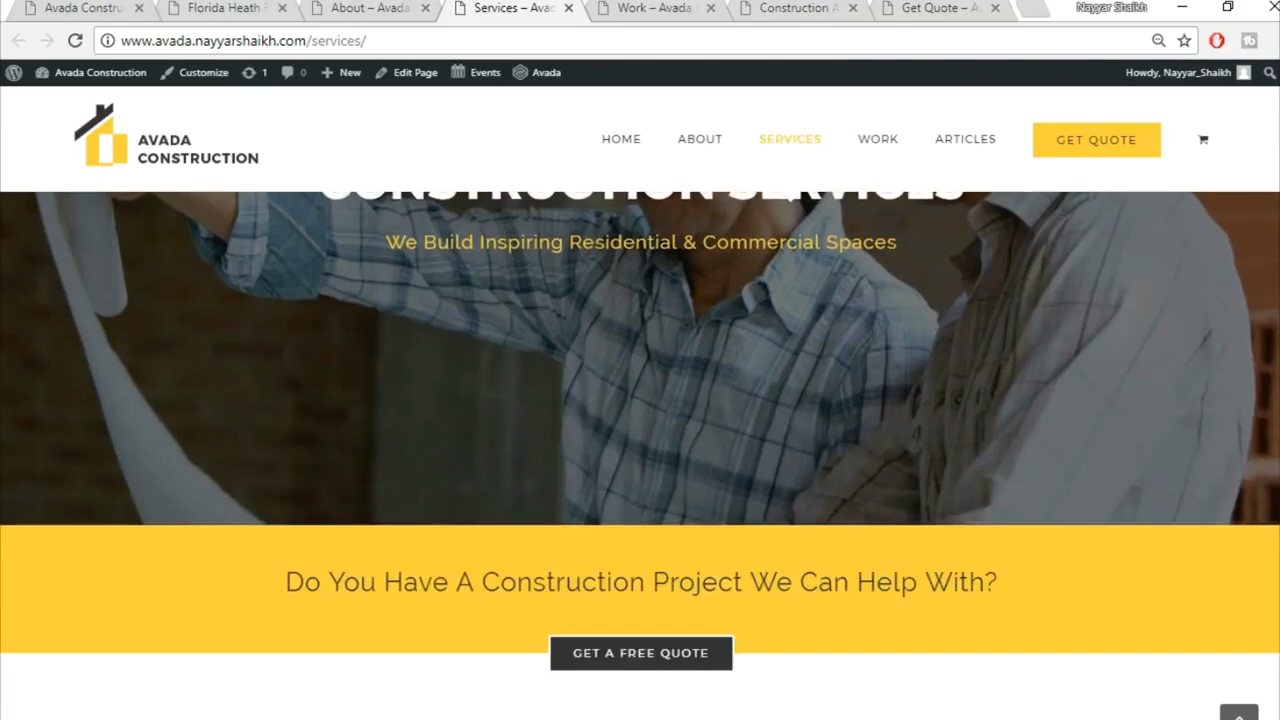 Avada Constru
Florida Heath F
About – Avada
Services – Avad
Work – Avada
Construction A
Get Quote – A
Nayyar Shaikh
www.avada.nayyarshaikh.com/services/
Avada Construction
Customize
1
0
New
Edit Page
Events
Avada
Howdy, Nayyar_Shaikh
AVADA
CONSTRUCTION
HOME
ABOUT
SERVICES
WORK
ARTICLES
GET QUOTE
CONSTRUCTION SERVICES
We Build Inspiring Residential & Commercial Spaces
Do You Have A Construction Project We Can Help With?
GET A FREE QUOTE